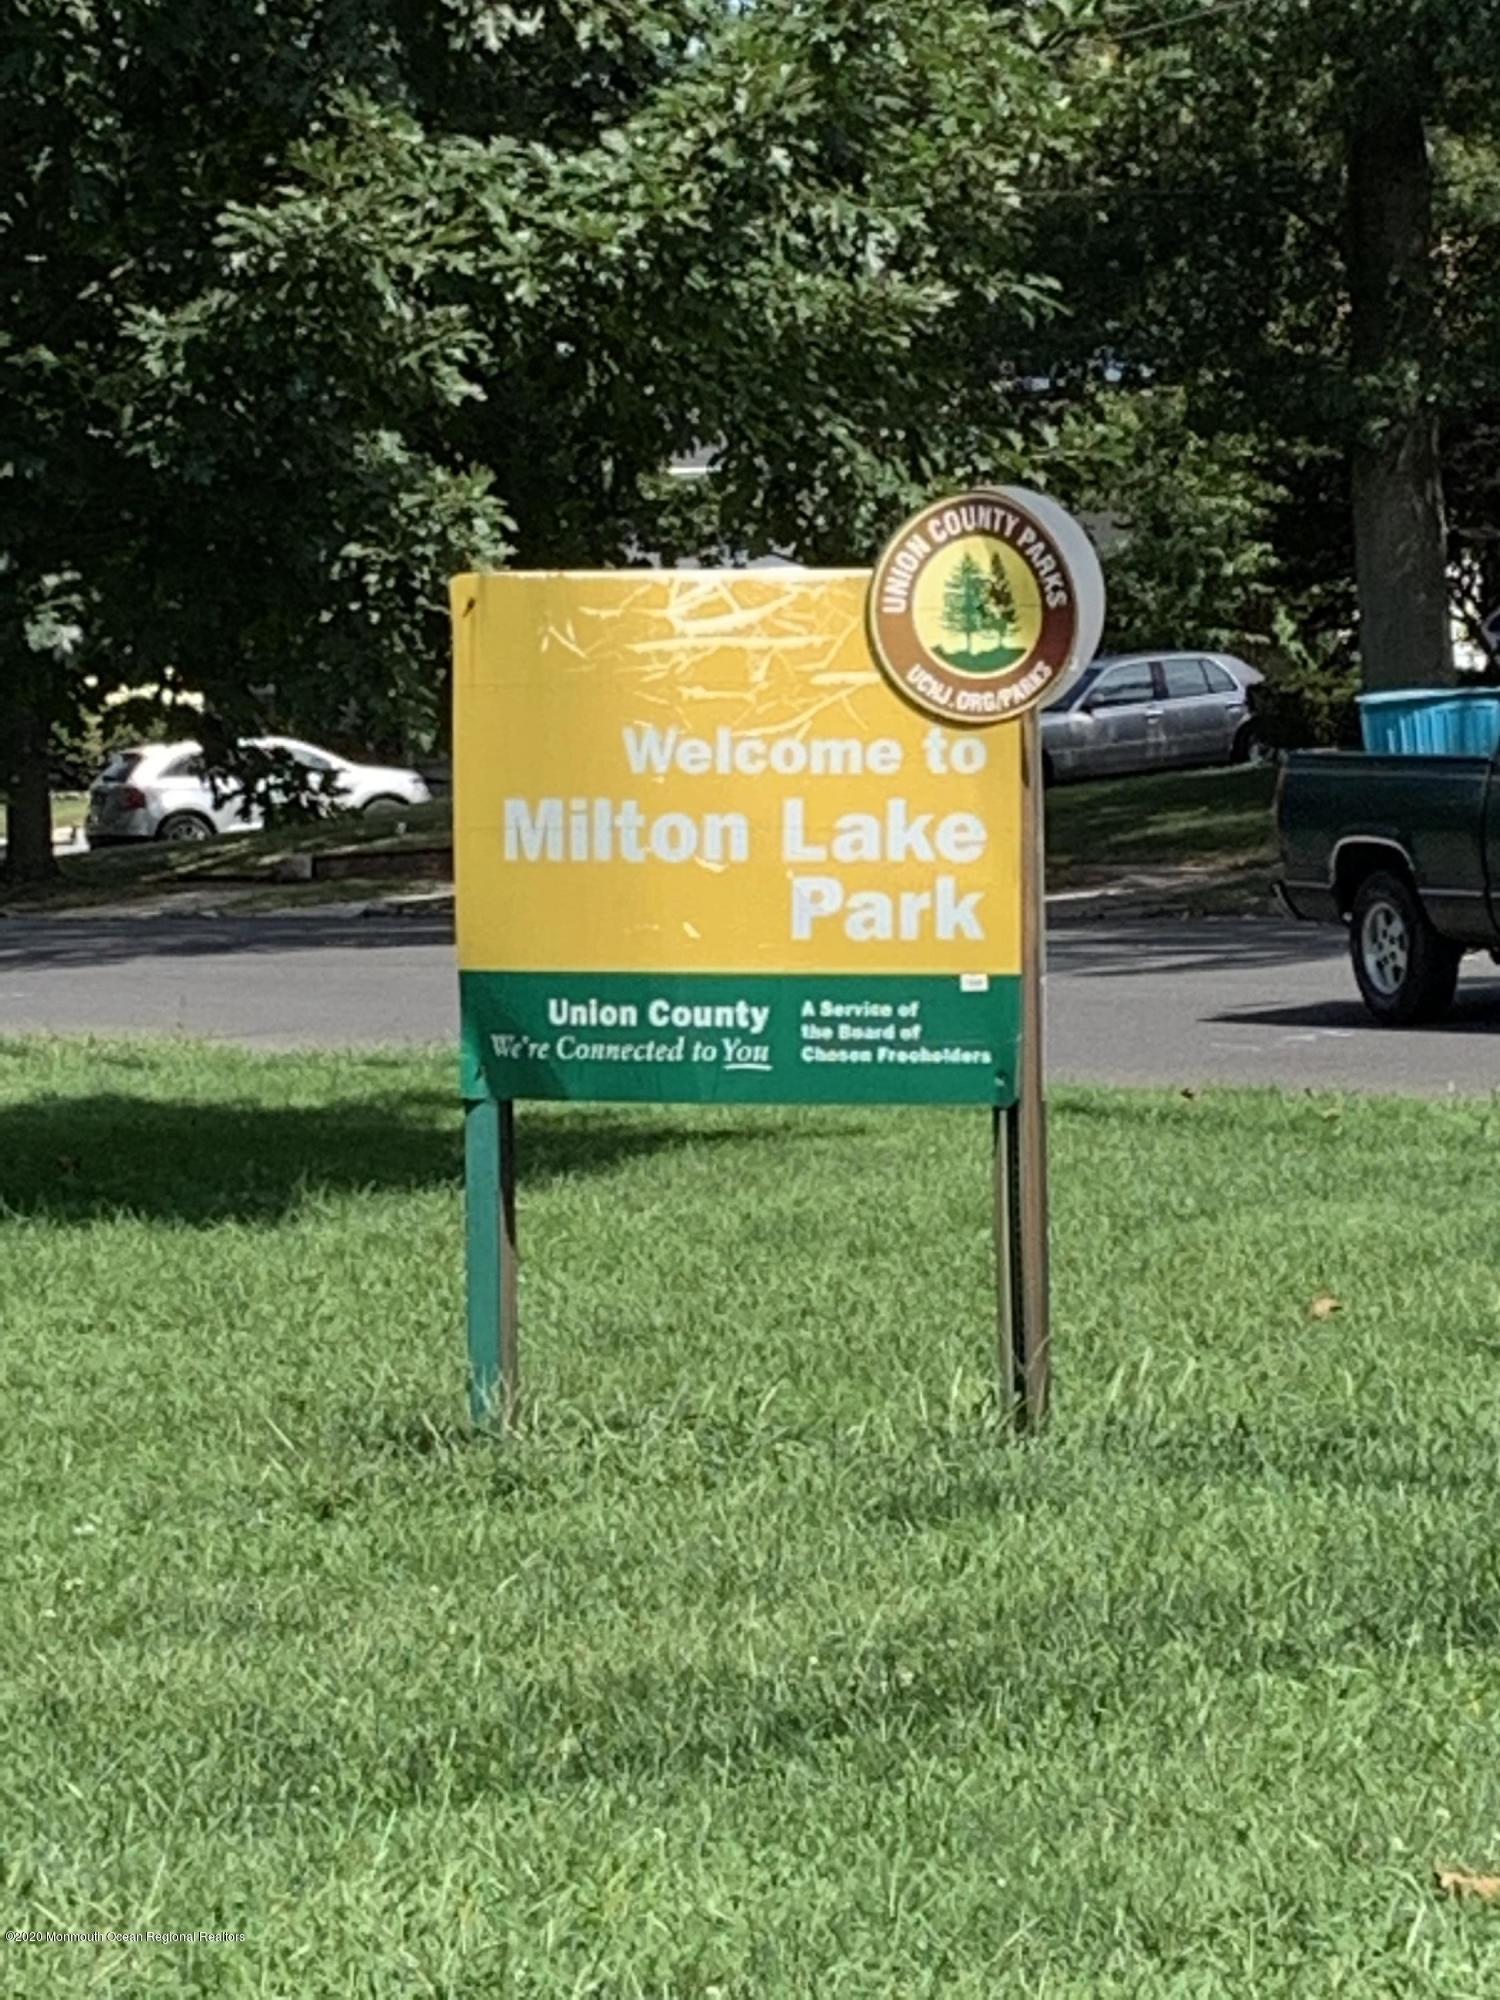 UNION COUNTY PARKS
UCNJ.ORG/PARKS
Welcome to
Milton Lake
Park
Union County
We're Connected to You
A Service of
the Board of
Chosen Freeholders
©2020 Monmouth Ocean Regional Realtors